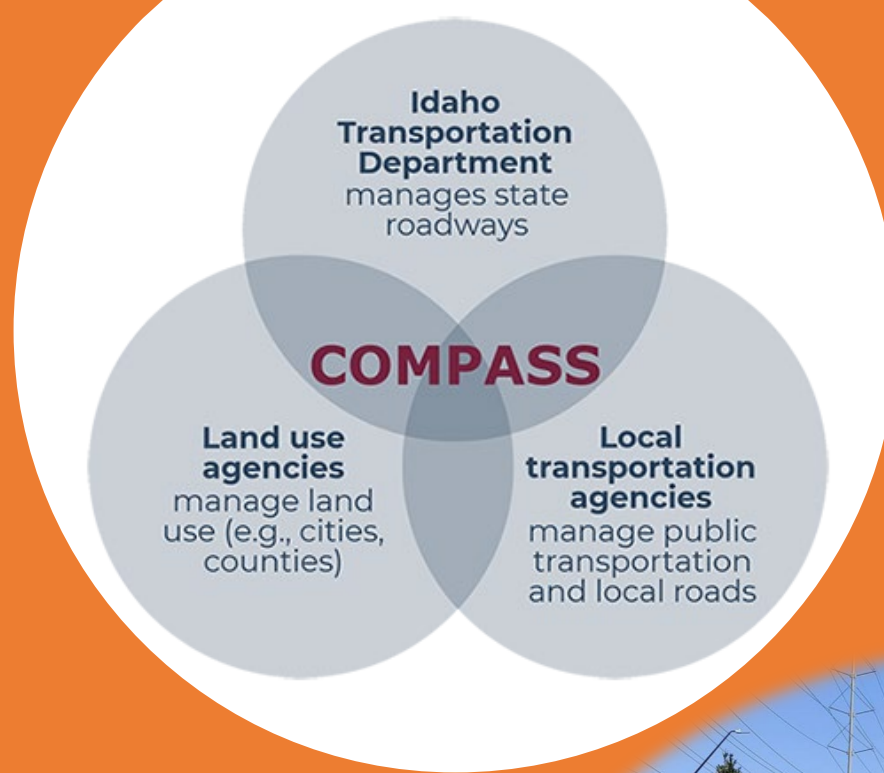 Idaho
Transportation
Department
manages state
roadways
COMPASS
Land use
agencies
manage land
use (e.g., cities,
counties)
Local
transportation
agencies
manage public
transportation
and local roads